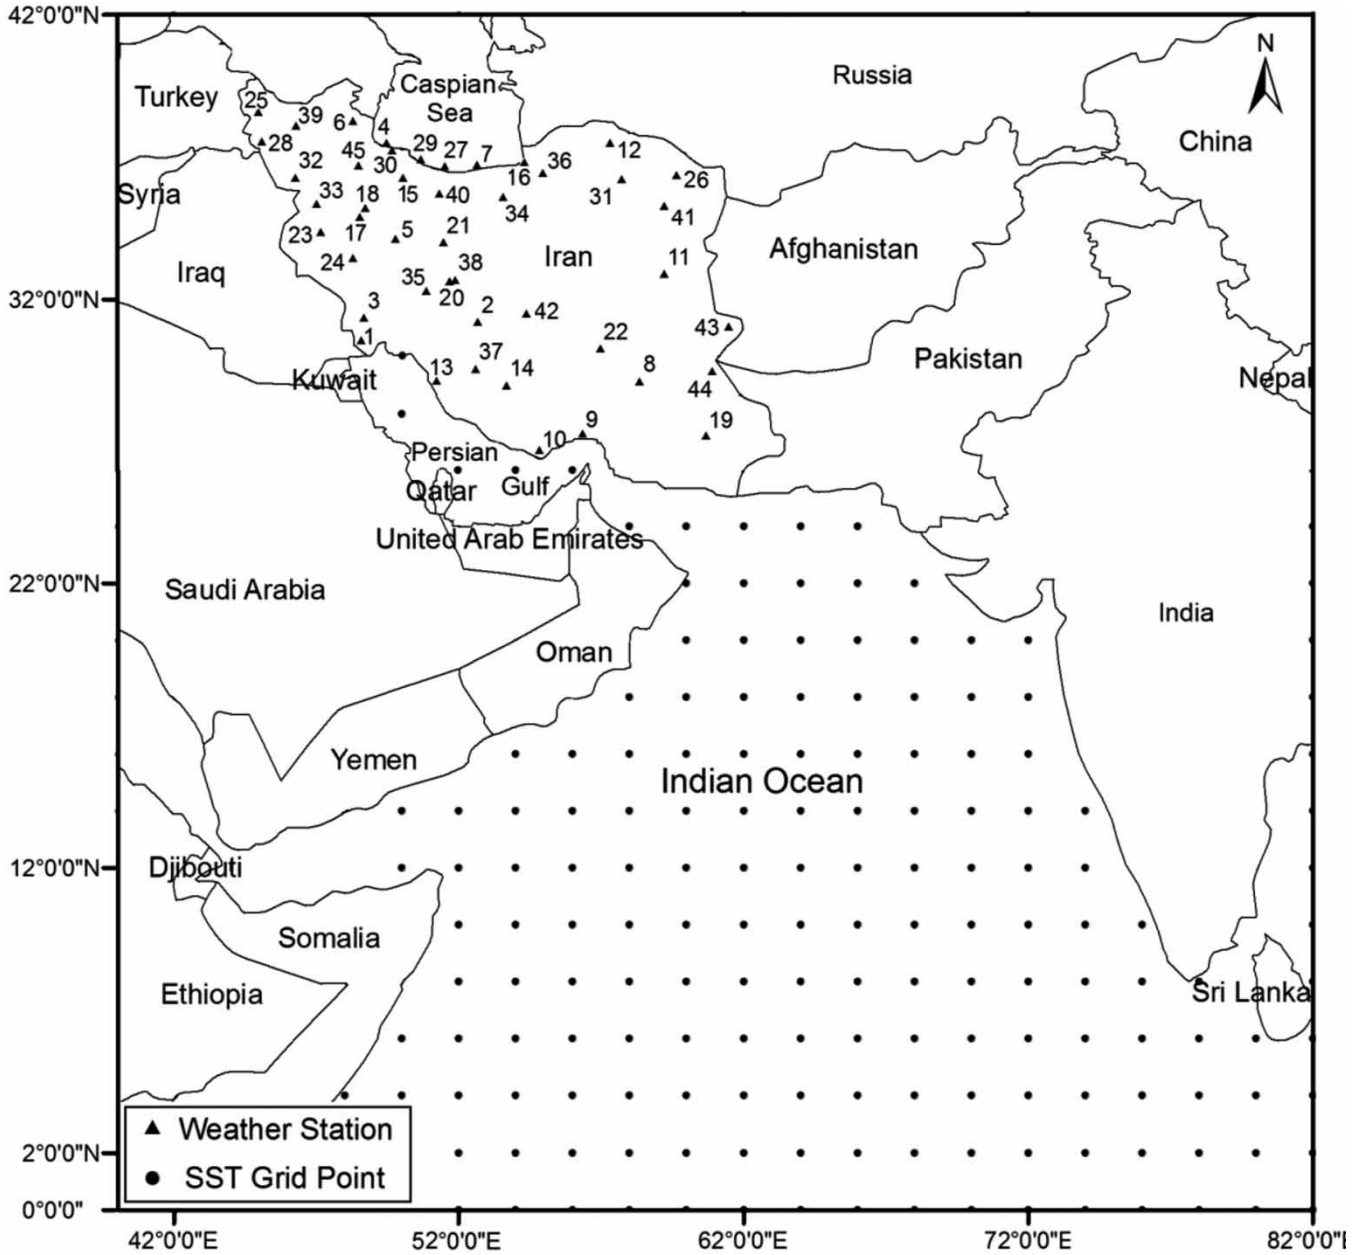 42°0'0"N
N
Russia
Caspian
Sea
Turkey
China
25
39
6
4
29
27
7
36
12
28
32
45
30
16
26
31
Syria
33
18
15
40
34
41
23
17
5
21
Iran
Afghanistan
24
38
11
Iraq
35
20
32°0'0"N
3
2
42
43
1
22
37
Pakistan
13
14
8
Kuwait
44
Nepal
9
19
10
Persian
Gulf
Qatar
United Arab Emirates
22°0'0"N
Saudi Arabia
India
Oman
Yemen
Indian Ocean
12°0'0"N
Djibouti
Somalia
Ethiopia
Sri Lanka
Weather Station
2°0'0"N
SST Grid Point
0°0'0"
42°0'0"E
52°0'0"E
62°0'0"E
72°0'0"E
82°0'0"E